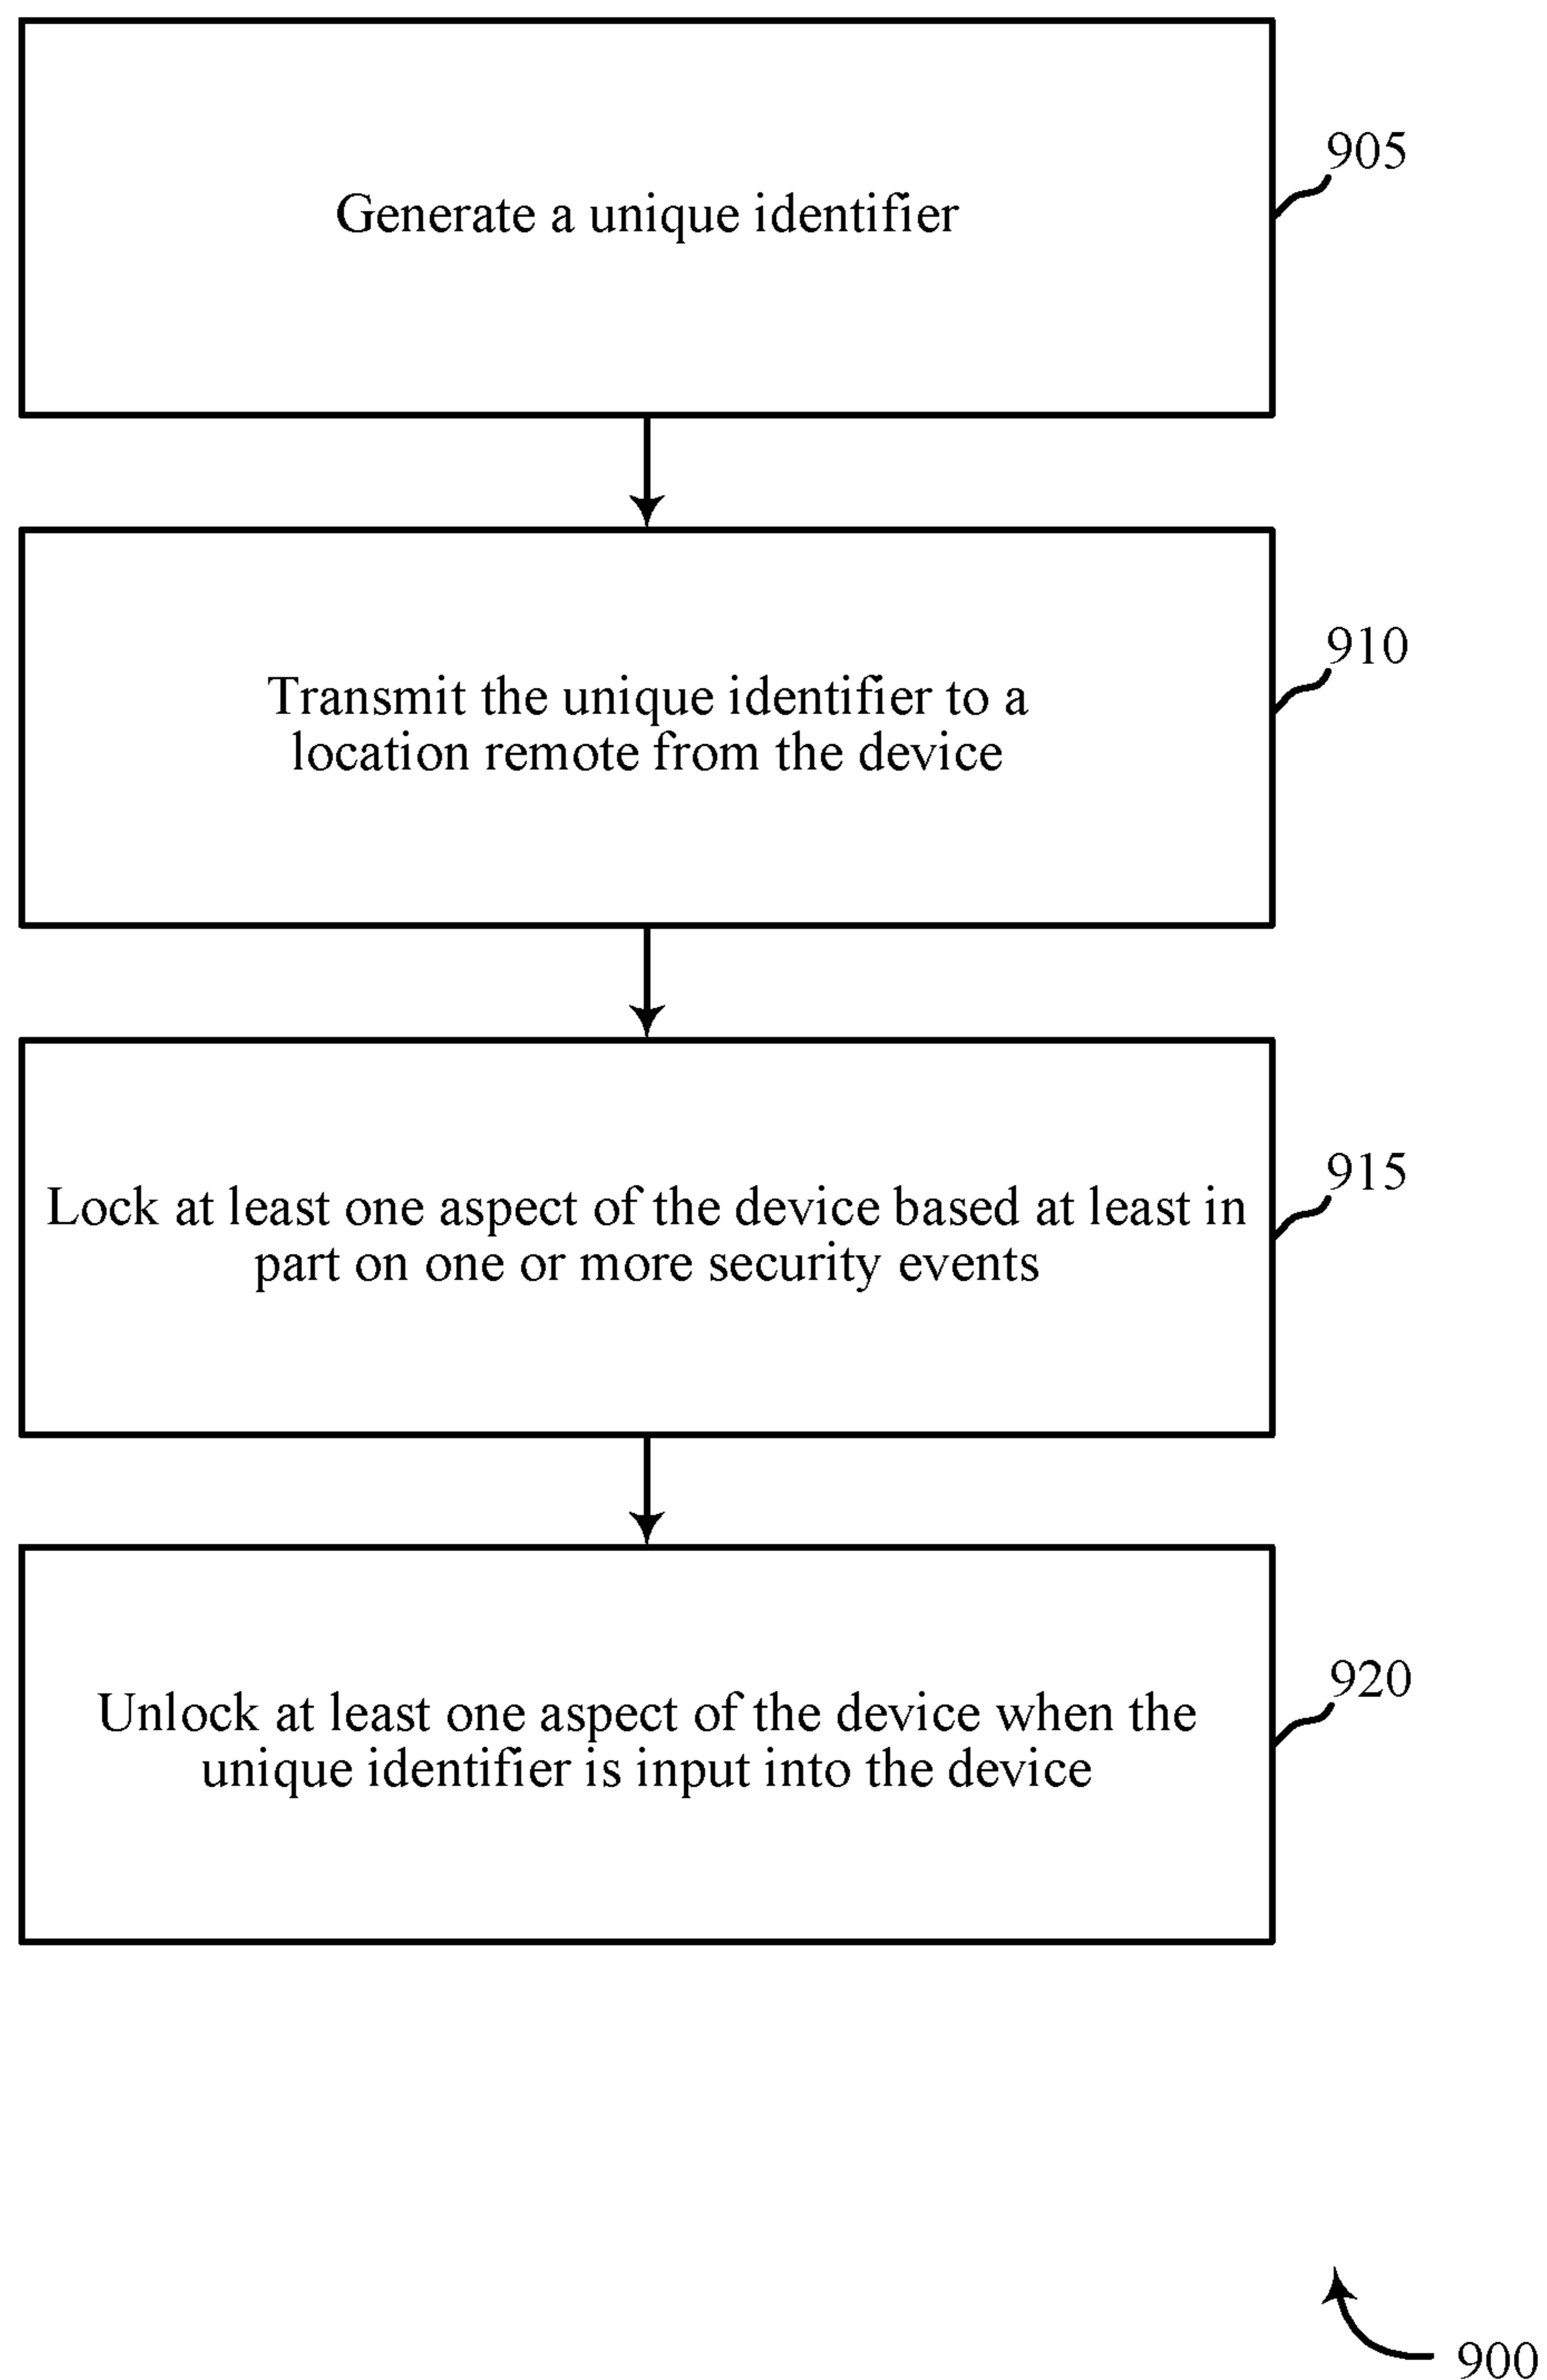 Generate a unique identifier
905
Transmit the unique identifier to a
location remote from the device
910
Lock at least one aspect of the device based at least in
part on one or more security events
915
Unlock at least one aspect of the device when the
unique identifier is input into the device
920
900